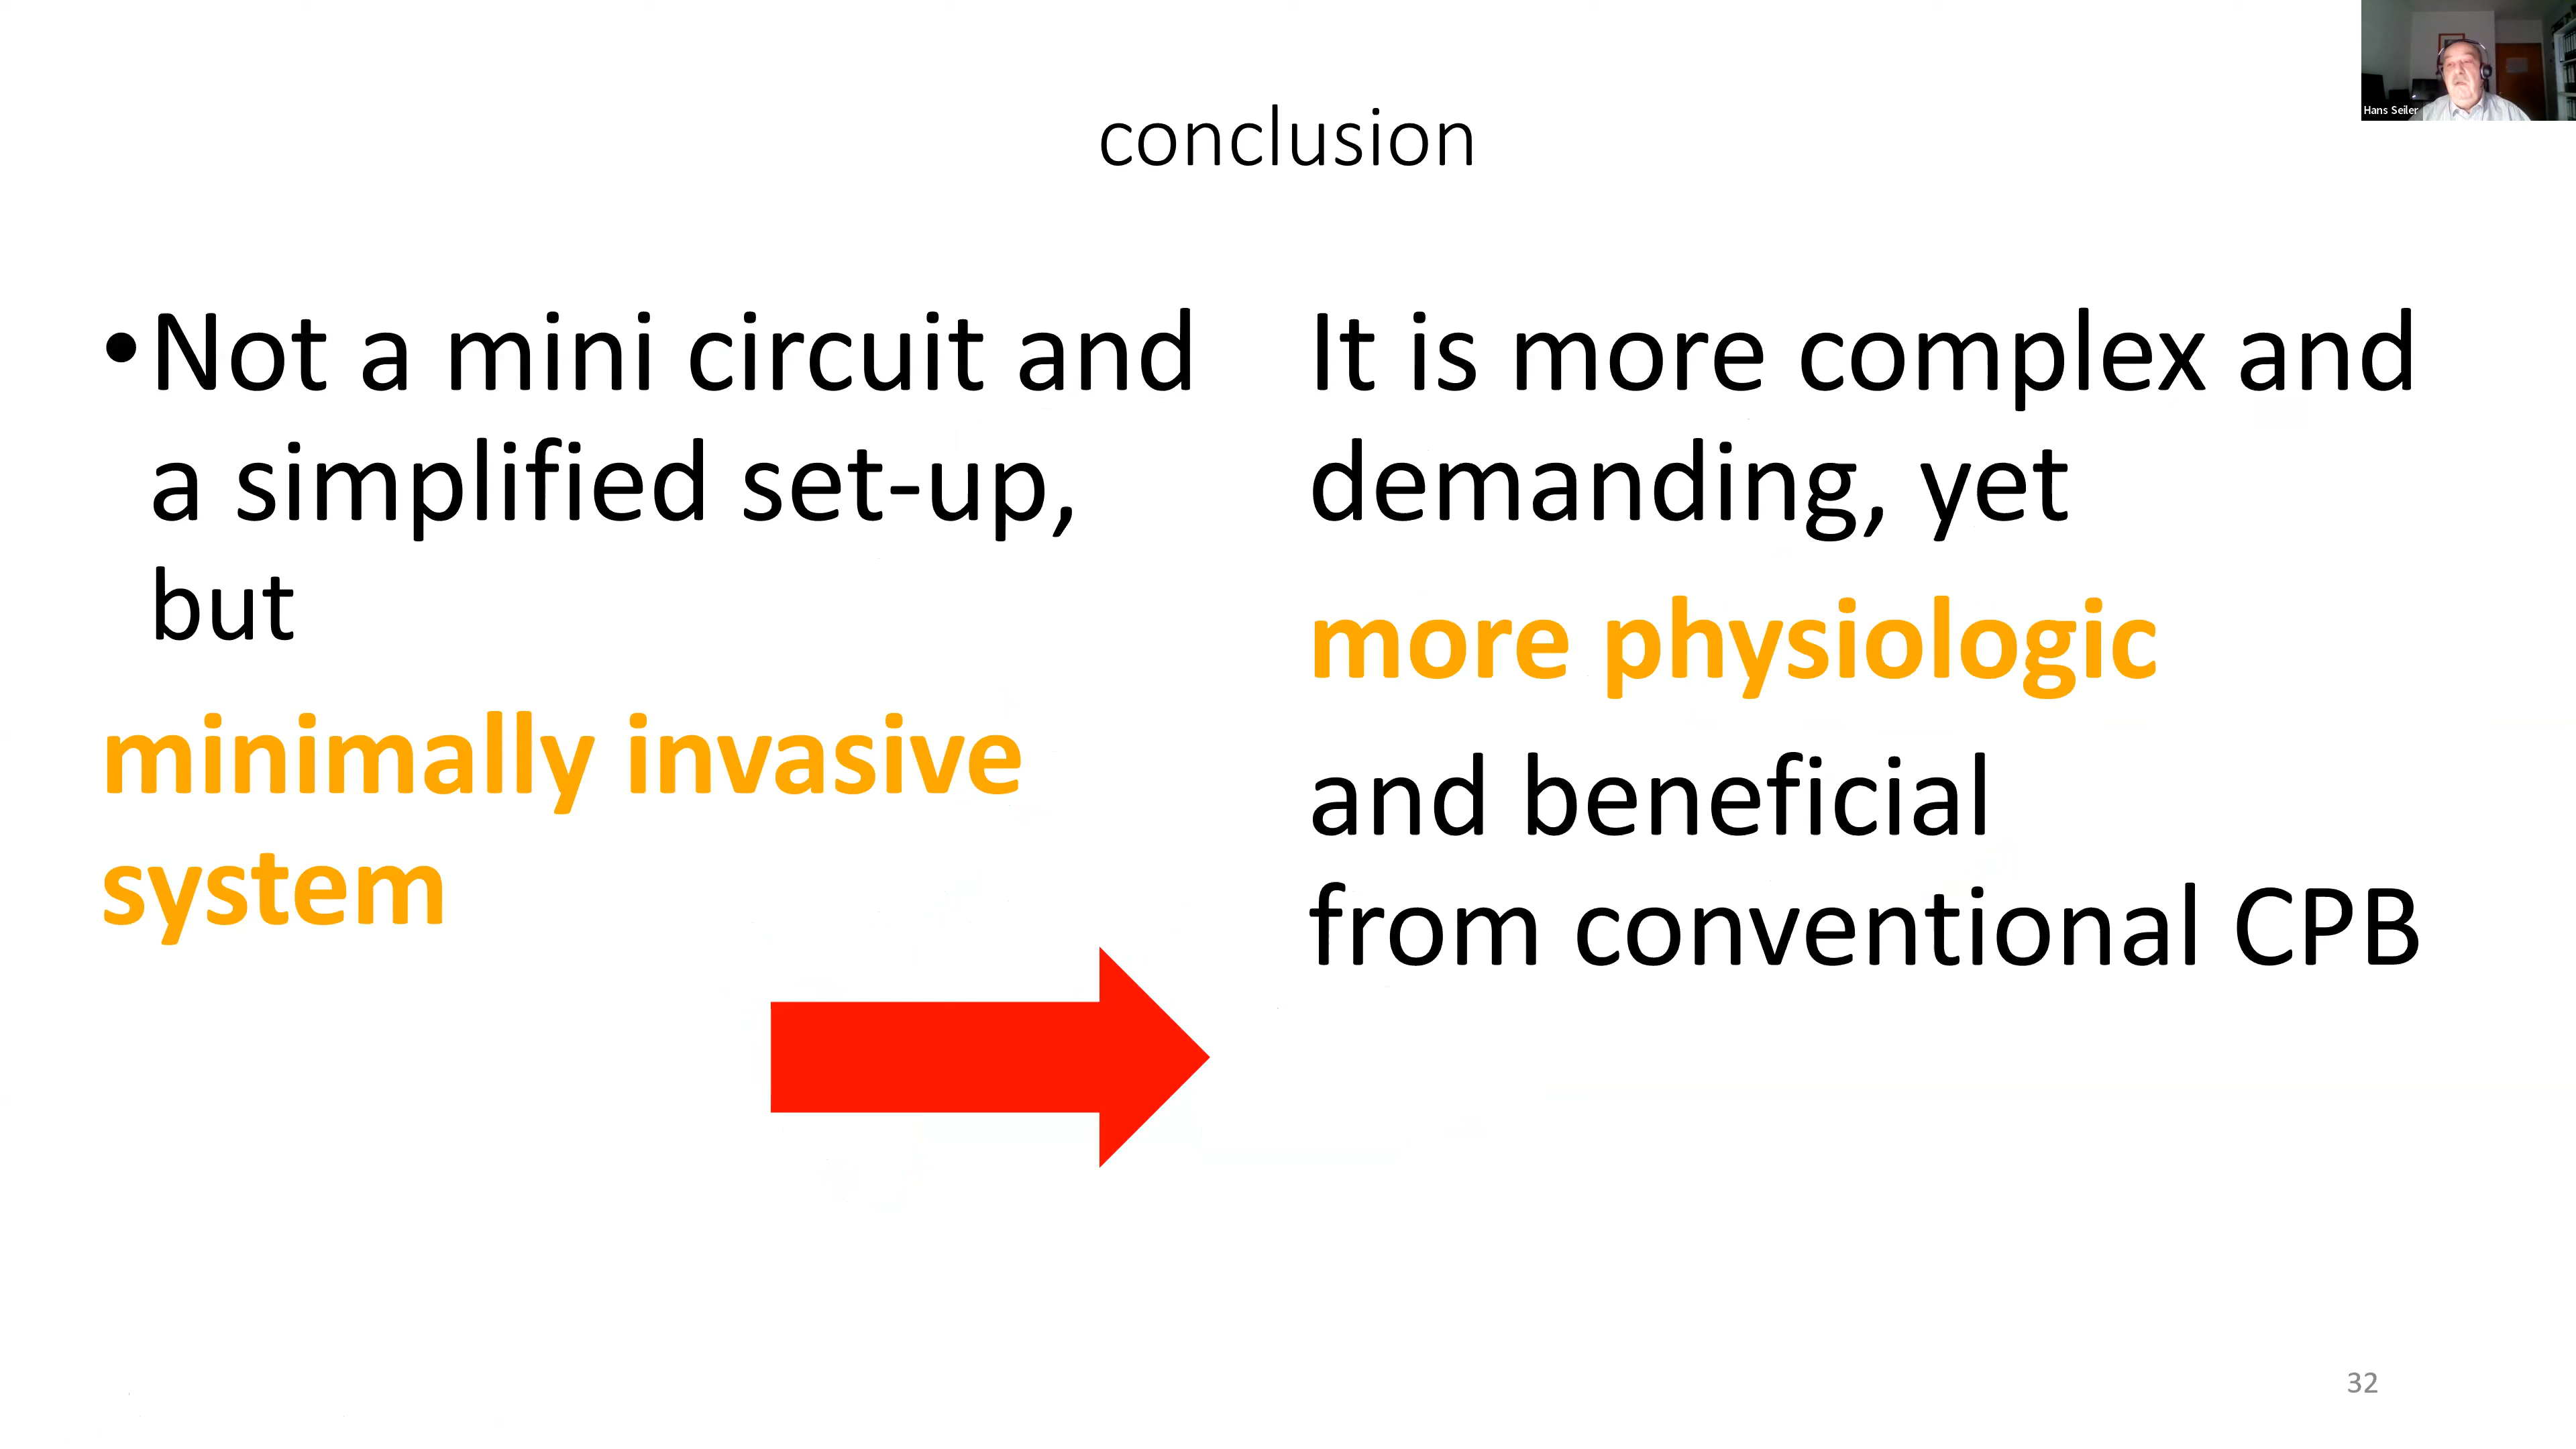 Hans Seiler
conclusion
•Not a mini circuit and
a simplified set-up,
but
minimally invasive
system
It is more complex and
demanding, yet
more physiologic
and beneficial
from conventional CPB
32